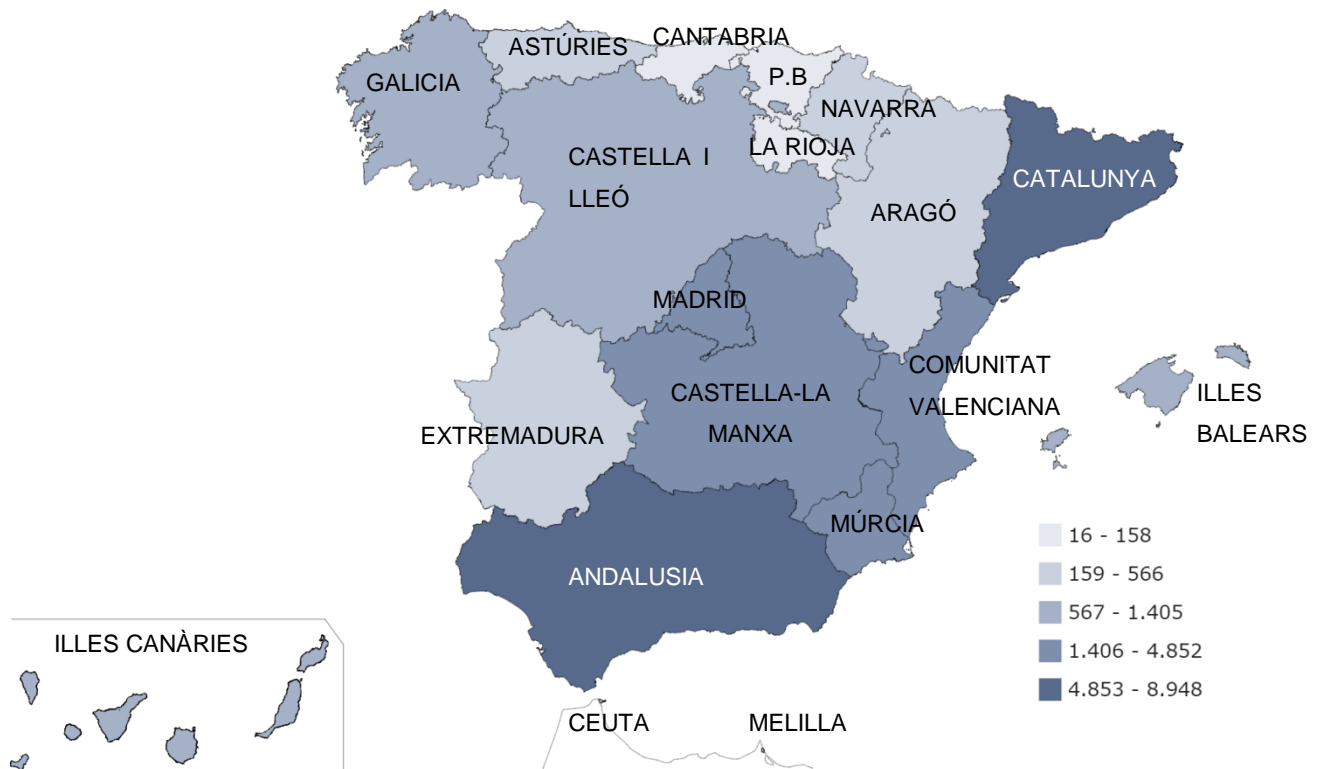 CANTABRIA
ASTÚRIES
P.B
GALICIA
NAVARRA
LA RIOJA
CASTELLA I
LLEÓ
CATALUNYA
ARAGÓ
MADRID
COMUNITAT
VALENCIANA
CASTELLA-LA
MANXA
ILLES
BALEARS
EXTREMADURA
MÚRCIA
ANDALUSIA
16 - 158
159 - 566
567 - 1.405
1.406 - 4.852
4.853 - 8.948
ILLES CANÀRIES
CEUTA
MELILLA